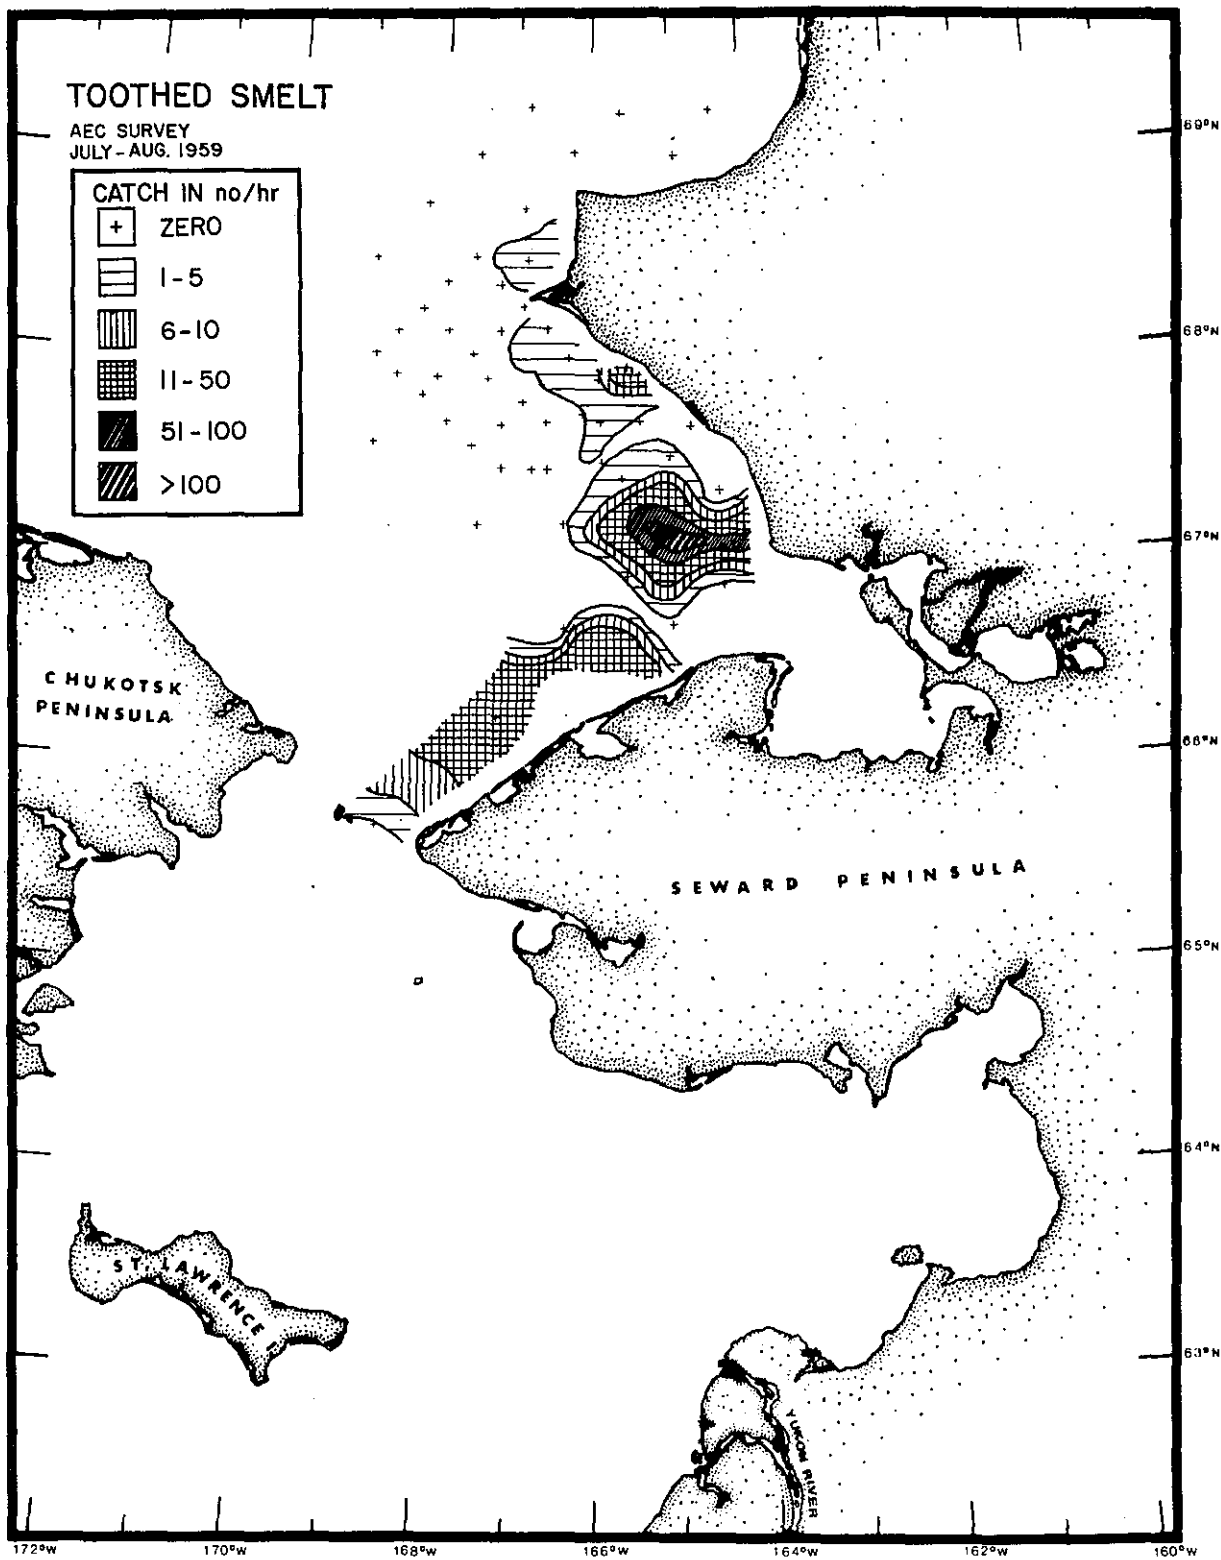 TOOTHED SMELT
AEC SURVEY
JULY-AUG. 1959
CATCH IN no/hr
+ ZERO
1-5
6-10
11-50
51-100
>100
69°N
68°N
67°N
CHUKOTSK
PENINSULA
66°N
SEWARD PENINSULA
65°N
64°N
ST. LAWRENCE I.
63°N
YUKON RIVER
172°W 170°W 168°W 166°W 164°W 162°W 160°W